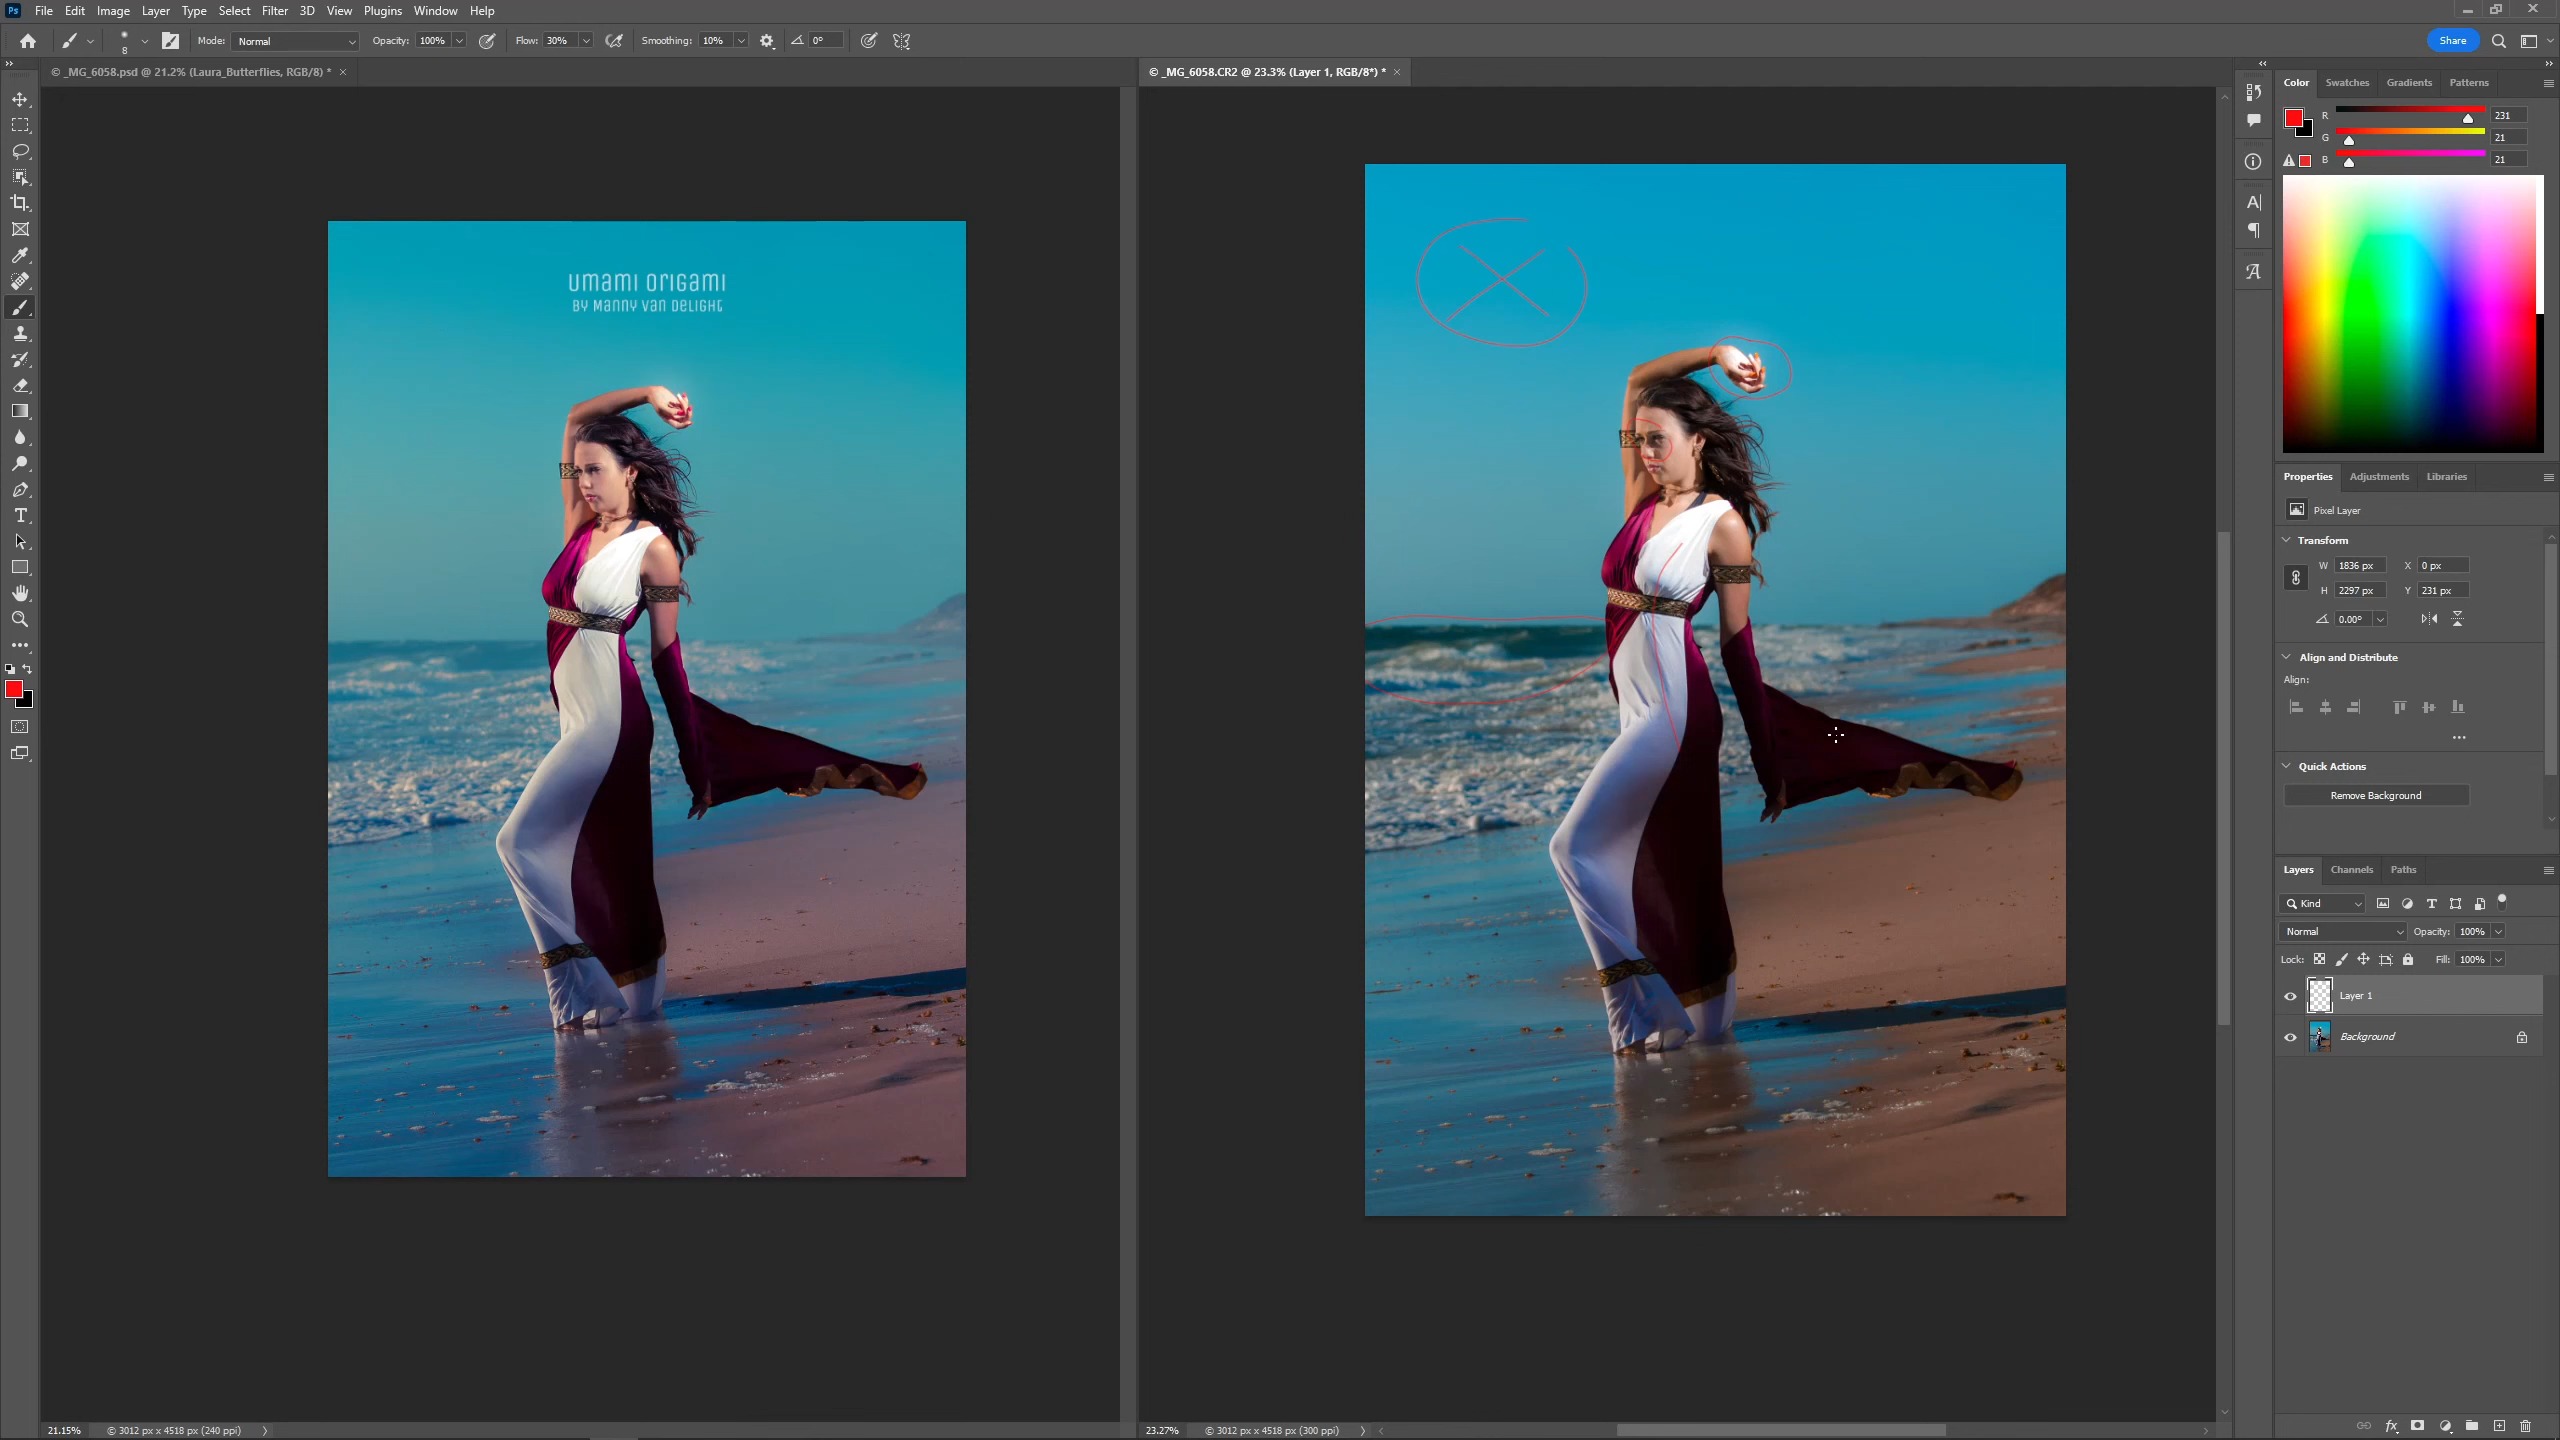 Ps File Edit Image Layer Type Select Filter 3D View Plugins Window Help
8 Mode: Normal Opacity: 100% Flow: 30% Smoothing: 10% 0° Share
© _MG_6058.psd @ 21.2% (Laura_Butterflies, RGB/8) *
© _MG_6058.CR2 @ 23.3% (Layer 1, RGB/8*) *
umami origami
by Manny van Delight
Color Swatches Gradients Patterns
R 231
G 21
B 21
Properties Adjustments Libraries
Pixel Layer
Transform
W 1836 px X 0 px
H 2297 px Y 231 px
0.00°
Align and Distribute
Align:
Quick Actions
Remove Background
Layers Channels Paths
Kind
Normal Opacity: 100%
Lock: Fill: 100%
Layer 1
Background
21.15% © 3012 px x 4518 px (240 ppi)
23.27% © 3012 px x 4518 px (300 ppi)